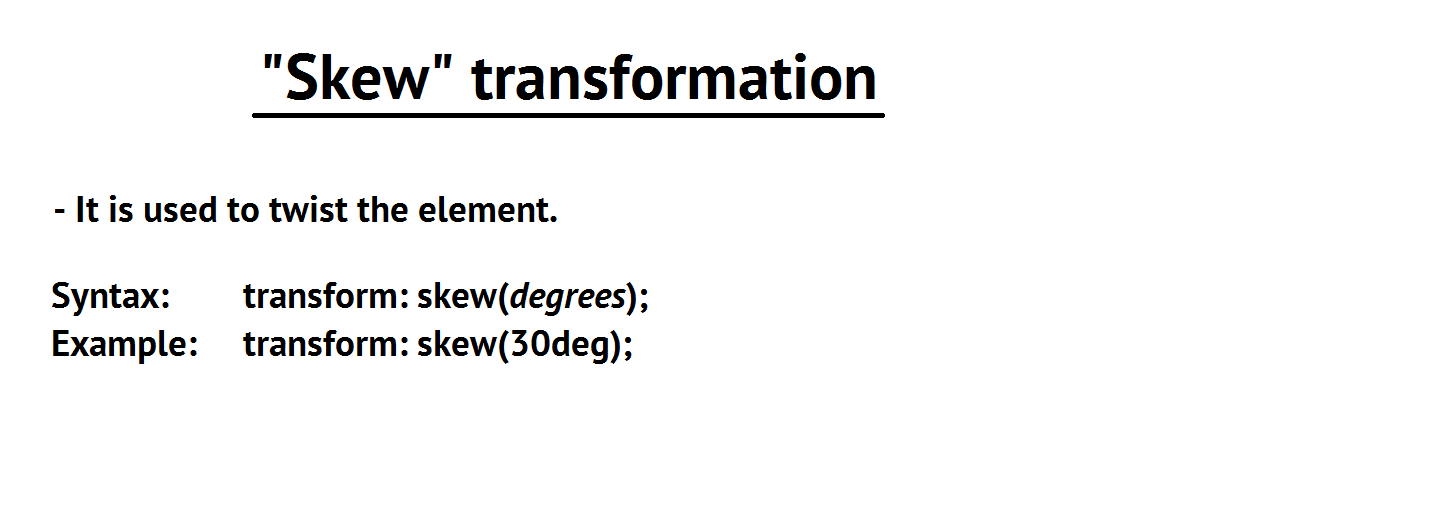 "Skew" transformation
- It is used to twist the element.
Syntax: transform: skew(degrees);
Example: transform: skew(30deg);